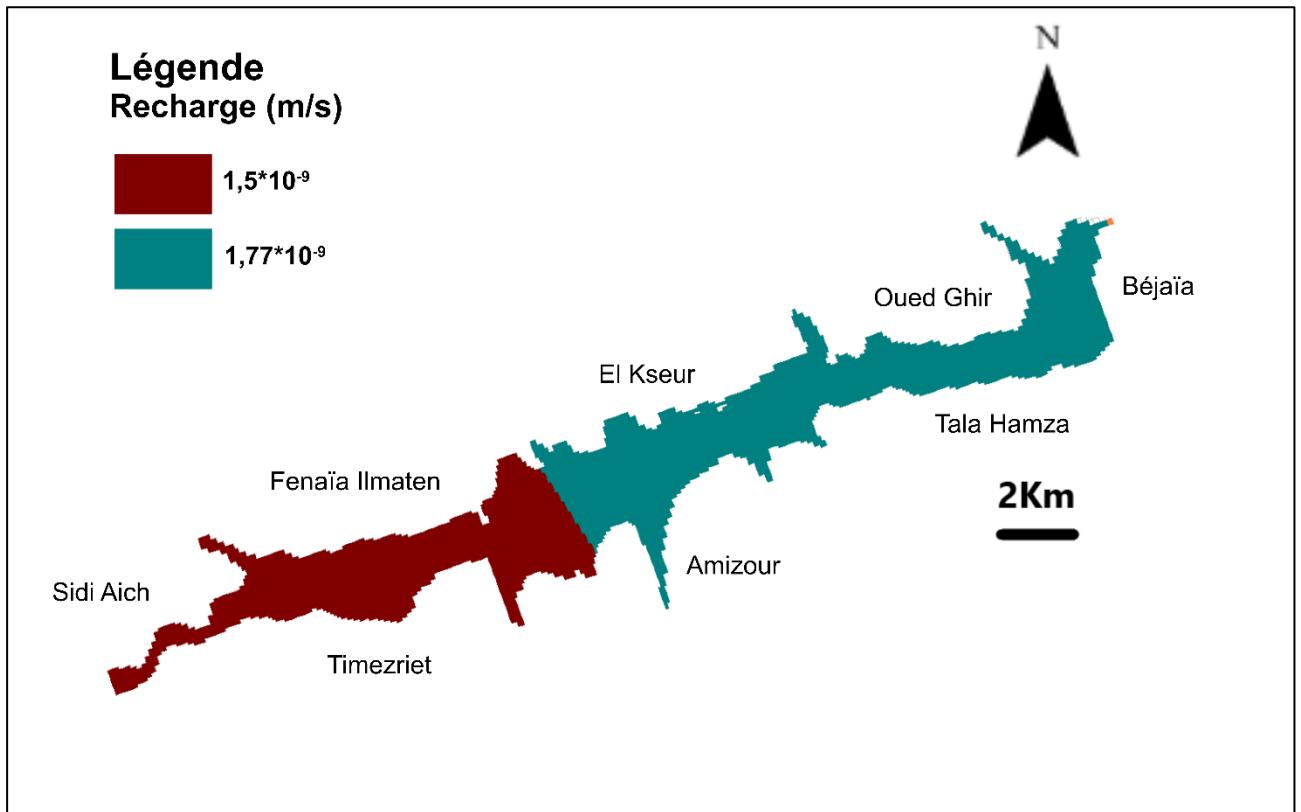 Légende
Recharge (m/s)
1,5*10⁻⁹
1,77*10⁻⁹
N
Oued Ghir
Béjaïa
El Kseur
Tala Hamza
Fenaïa Ilmaten
2Km
Amizour
Sidi Aich
Timezriet